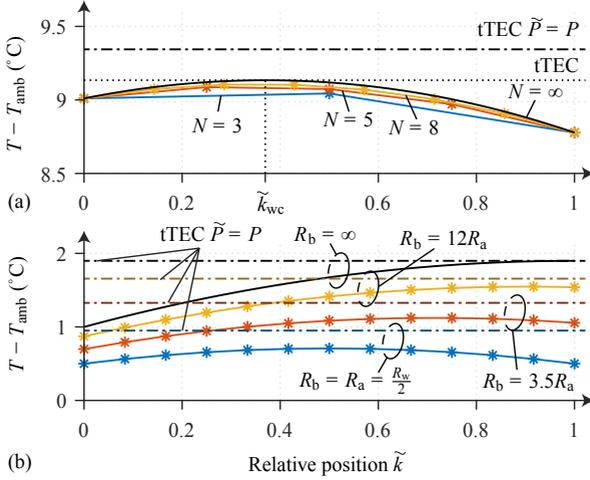 9.5
tTEC P̃ = P
tTEC
T − Tamb (°C)
9
N = 3
N = 5
N = 8
N = ∞
8.5
(a)
0
0.2
k̃wc
0.6
0.8
1
tTEC P̃ = P
Rb = ∞
Rb = 12Ra
2
T − Tamb (°C)
1
Rb = Ra = Rw/2
Rb = 3.5Ra
0
0
0.2
0.4
0.6
0.8
1
(b)
Relative position k̃